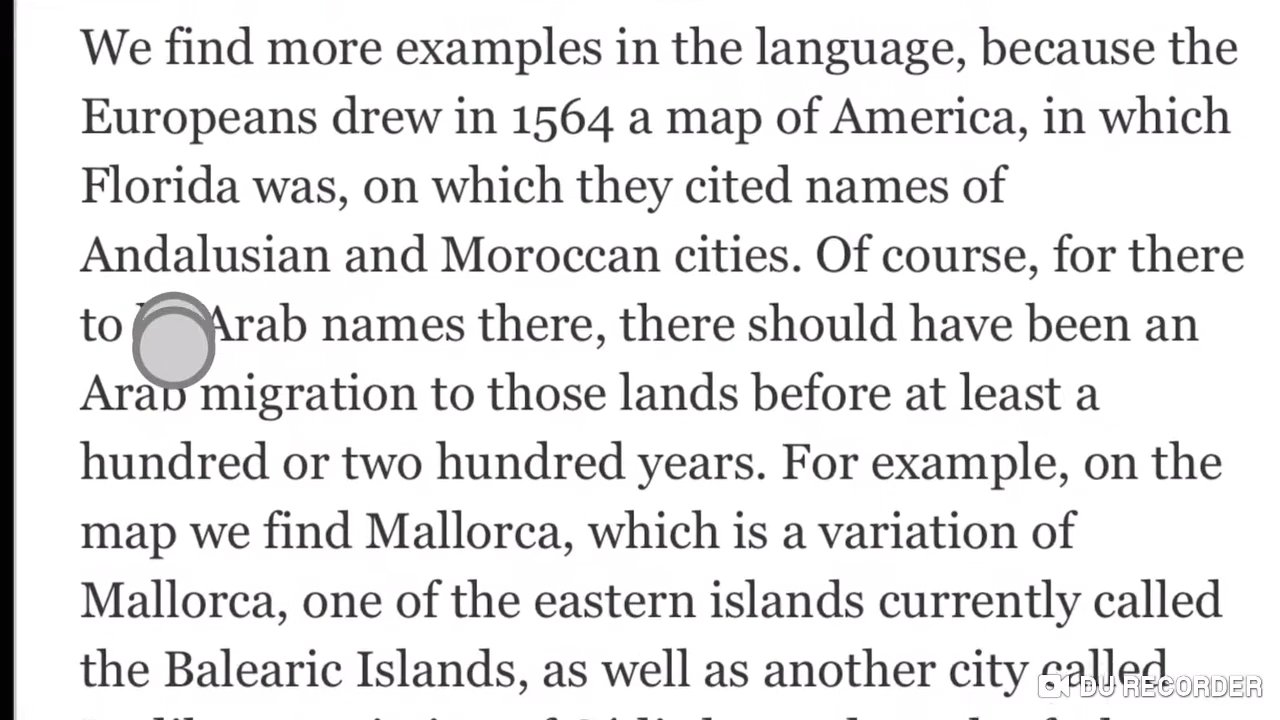 We find more examples in the language, because the
Europeans drew in 1564 a map of America, in which
Florida was, on which they cited names of
Andalusian and Moroccan cities. Of course, for there
to Arab names there, there should have been an
Arab migration to those lands before at least a
hundred or two hundred years. For example, on the
map we find Mallorca, which is a variation of
Mallorca, one of the eastern islands currently called
the Balearic Islands, as well as another city called
DU RECORDER